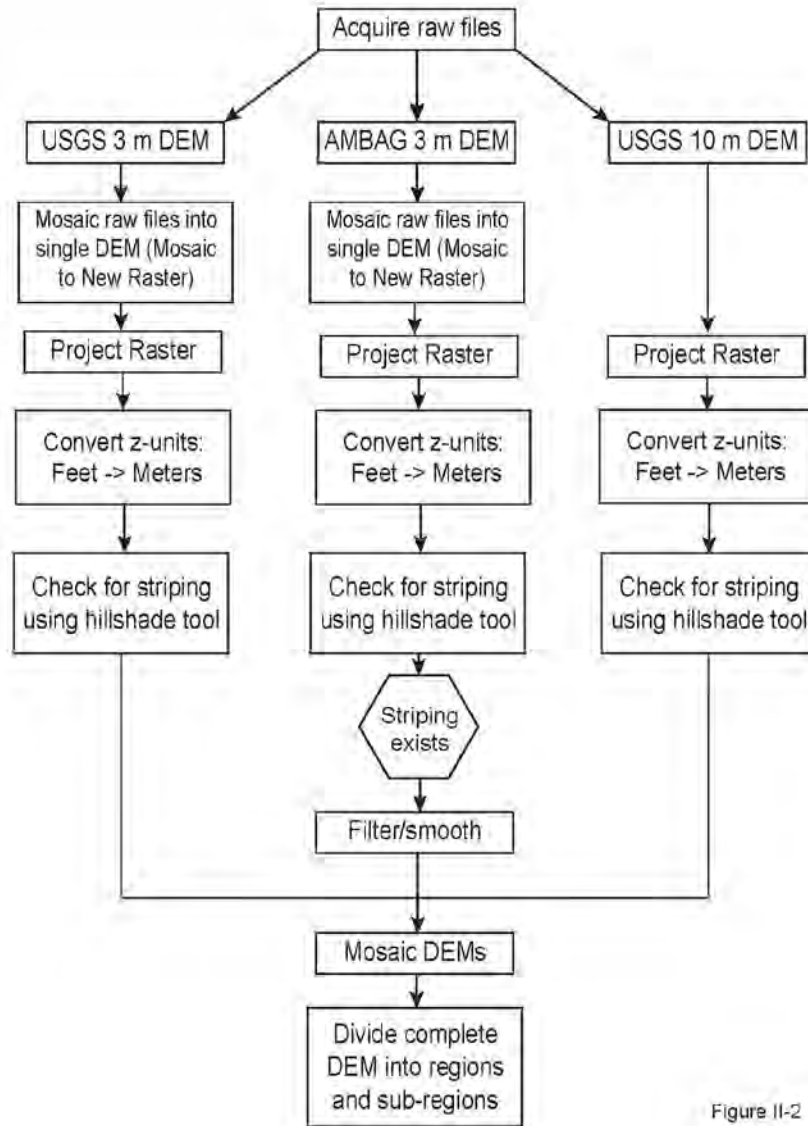 Acquire raw files
USGS 3 m DEM
AMBAG 3 m DEM
USGS 10 m DEM
Mosaic raw files into
single DEM (Mosaic
to New Raster)
Mosaic raw files into
single DEM (Mosaic
to New Raster)
Project Raster
Project Raster
Project Raster
Convert z-units:
Feet -> Meters
Convert z-units:
Feet -> Meters
Convert z-units:
Feet -> Meters
Check for striping
using hillshade tool
Check for striping
using hillshade tool
Check for striping
using hillshade tool
Striping
exists
Filter/smooth
Mosaic DEMs
Divide complete
DEM into regions
and sub-regions
Figure II-2